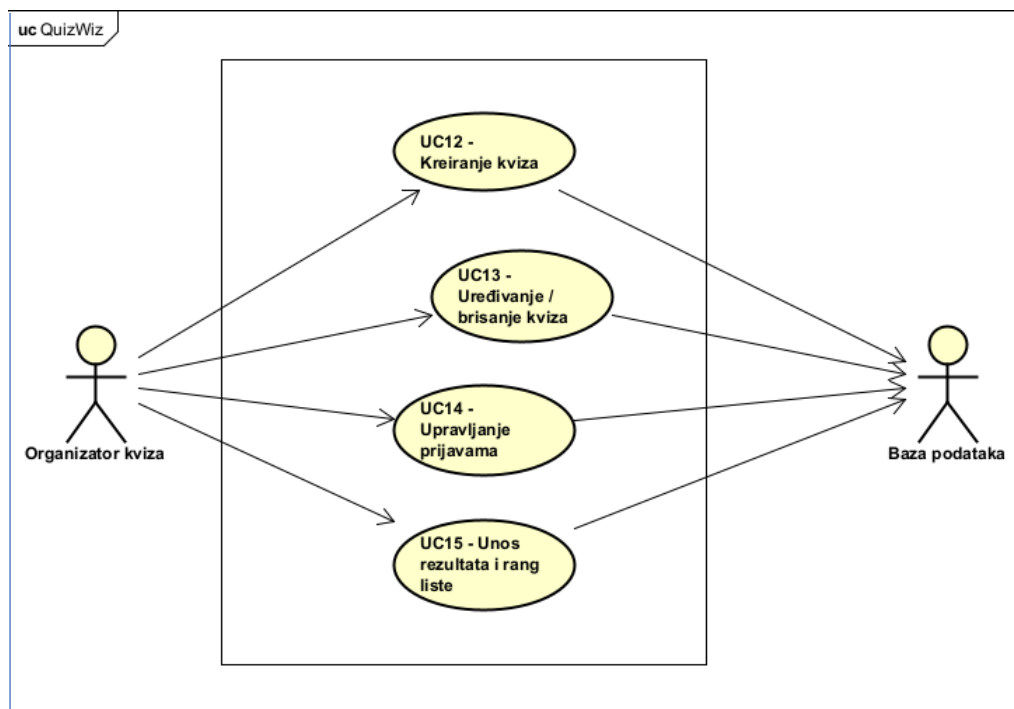 uc QuizWiz
UC12 -
Kreiranje kviza
UC13 -
Uređivanje /
brisanje kviza
UC14 -
Upravljanje
prijavama
UC15 - Unos
rezultata i rang
liste
Organizator kviza
Baza podataka